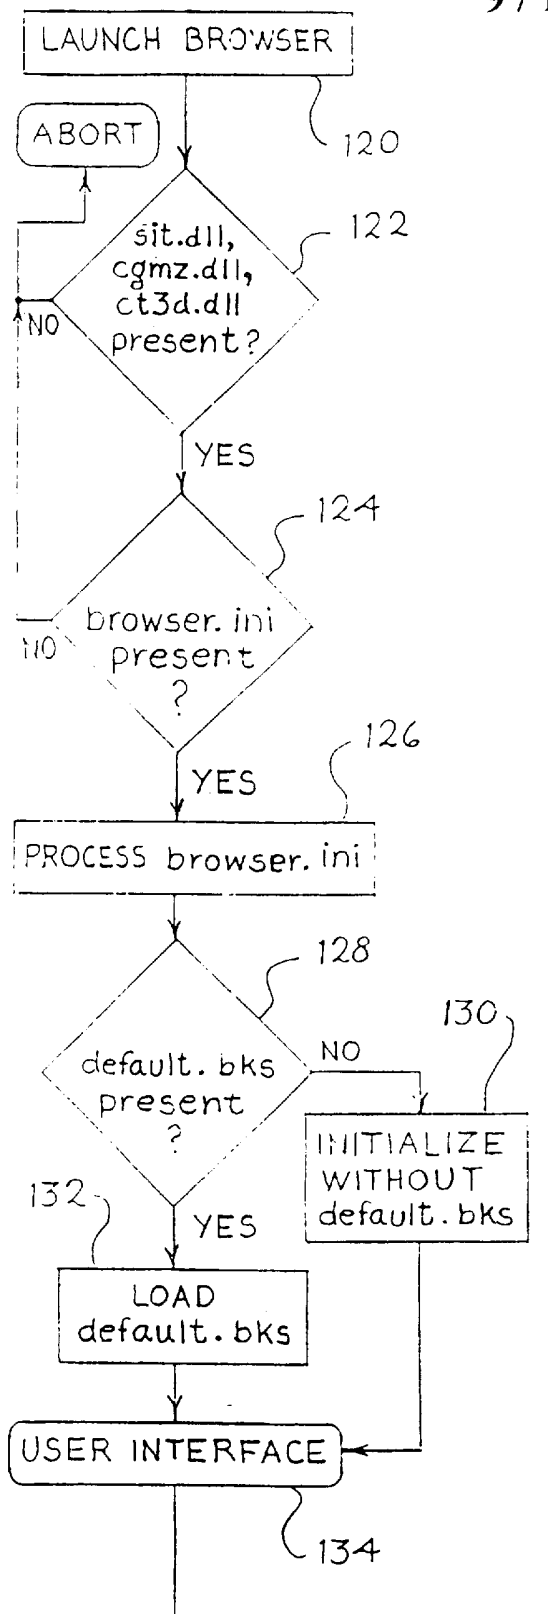 LAUNCH BROWSER
120
ABORT
122
sit.dll,
cgmz.dll,
ct3d.dll
present?
NO
YES
124
browser.ini
present
?
NO
YES
126
PROCESS browser.ini
128
default.bks
present
?
NO
130
INITIALIZE
WITHOUT
default.bks
132
YES
LOAD
default.bks
USER INTERFACE
134